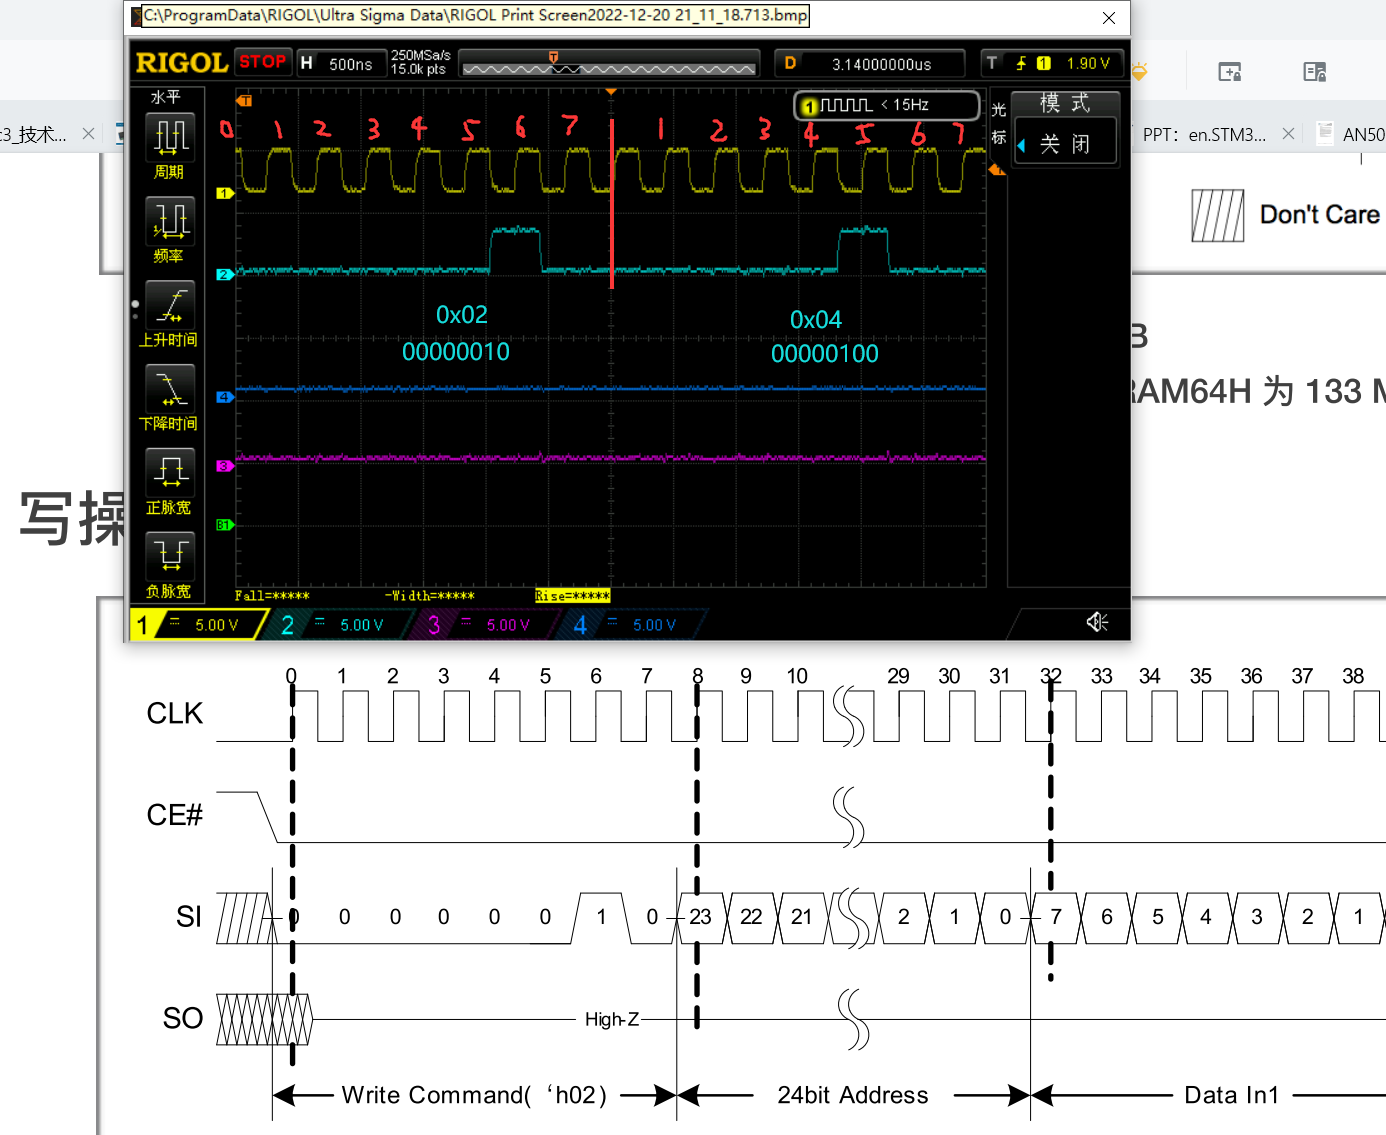 C:\ProgramData\RIGOL\Ultra Sigma Data\RIGOL Print Screen2022-12-20 21_11_18.713.bmp
RIGOL STOP H 500ns 250MSa/s 15.0k pts T D 3.14000000us T 1 1.90 V
水平 T 1 < 15Hz 光标 模式
关闭
c3_技术... PPT：en.STM3... AN50
0 1 2 3 4 5 6 7 1 2 3 4 5 6 7
周期
1
Don't Care
频率
2
0x02 0x04
00000010 00000100
上升时间
4
3
下降时间
B1
正脉宽
负脉宽
B
RAM64H 为 133 M
写操
Fall=***** -Width=***** Rise=*****
1 5.00 V 2 5.00 V 3 5.00 V 4 5.00 V
0 1 2 3 4 5 6 7 8 9 10 29 30 31 32 33 34 35 36 37 38
CLK
CE#
SI 0 0 0 0 0 0 1 0 23 22 21 2 1 0 7 6 5 4 3 2 1
SO High-Z
Write Command(‘h02) 24bit Address Data In1